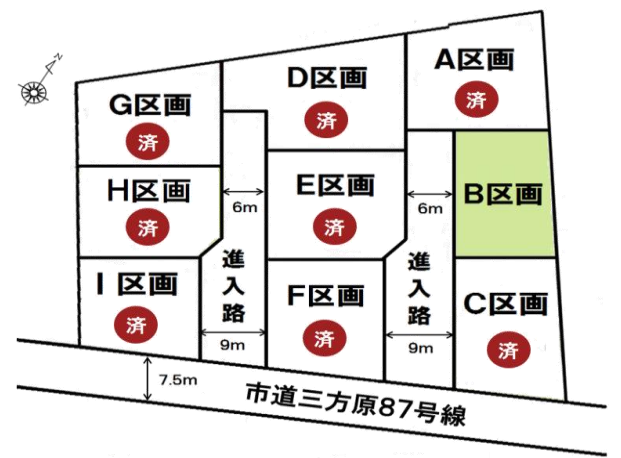 N
A区画
済
D区画
済
G区画
済
H区画
済
E区画
済
B区画
6m
6m
進入路
進入路
I区画
済
F区画
済
C区画
済
9m
9m
7.5m
市道三方原87号線